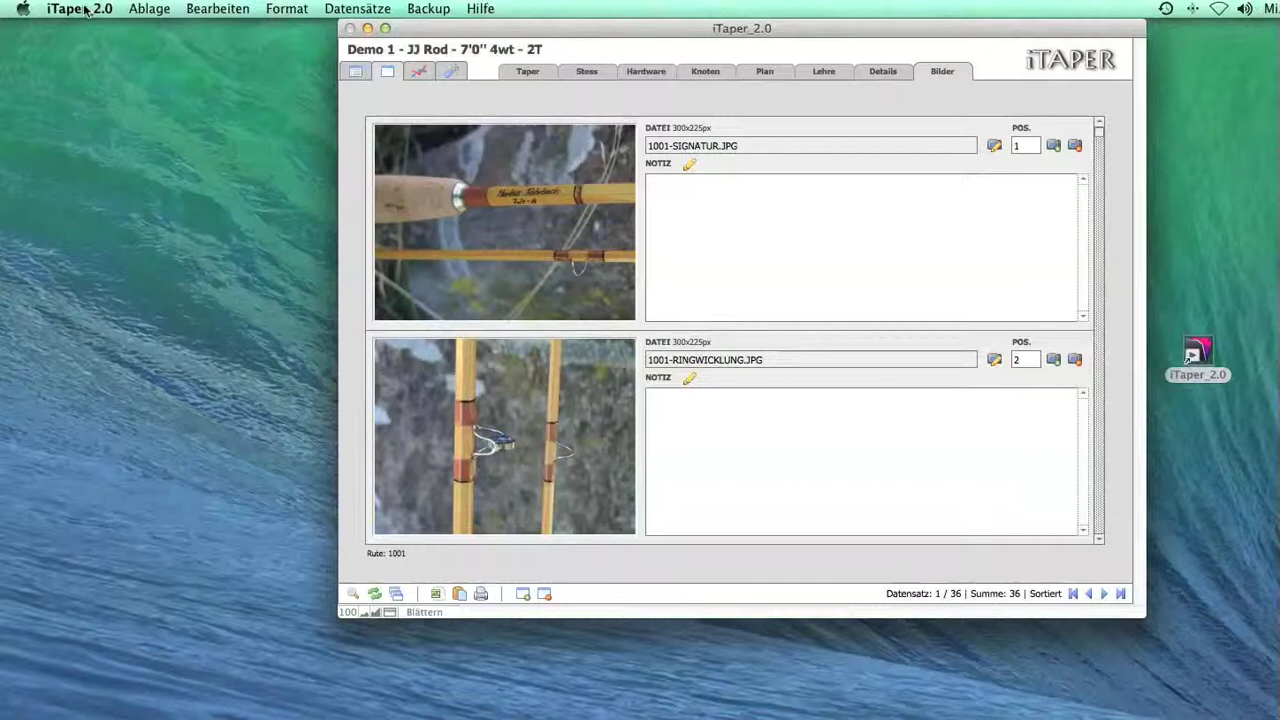 iTaper_2.0 Ablage Bearbeiten Format Datensätze Backup Hilfe Mi.
iTaper_2.0
Demo 1 - JJ Rod - 7'0'' 4wt - 2T
iTAPER
Taper Stess Hardware Knoten Plan Lehre Details Bilder
DATEI 300x225px POS.
1001-SIGNATUR.JPG 1
NOTIZ
DATEI 300x225px POS.
1001-RINGWICKLUNG.JPG 2
NOTIZ
iTaper_2.0
Rute: 1001
Datensatz: 1 / 36 | Summe: 36 | Sortiert
100 Blättern